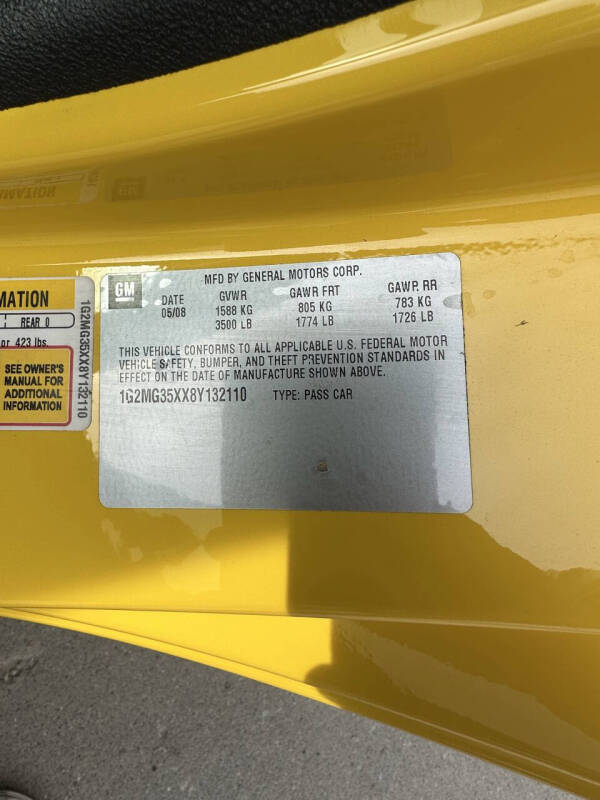 MATION
REAR 0
or 423 lbs.
SEE OWNER'S
MANUAL FOR
ADDITIONAL
INFORMATION
1G2MG35XX8Y132110
GM
MFD BY GENERAL MOTORS CORP.
DATE GVWR GAWR FRT GAWR RR
05/08 1588 KG 805 KG 783 KG
3500 LB 1774 LB 1726 LB
THIS VEHICLE CONFORMS TO ALL APPLICABLE U.S. FEDERAL MOTOR
VEHICLE SAFETY, BUMPER, AND THEFT PREVENTION STANDARDS IN
EFFECT ON THE DATE OF MANUFACTURE SHOWN ABOVE.
1G2MG35XX8Y132110 TYPE: PASS CAR